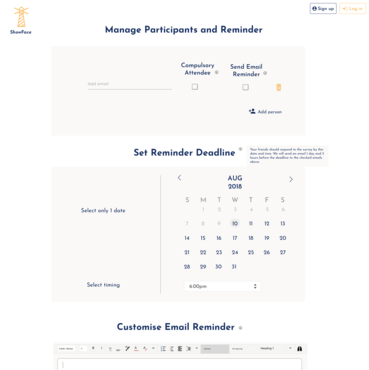 Sign up
Log in
ShowFace
Manage Participants and Reminder
Compulsory
Attendee
Send Email
Reminder
Add person
Set Reminder Deadline
Your friends should respond to the survey by this
date and time. We will send an email 1 day and 3
hours before the deadline to the checked emails
above.
AUG
2018
S M T W T F S
1 2 3 4 5 6
7 8 9 10 11 12 13
14 15 16 17 18 19 20
21 22 23 24 25 26 27
28 29 30 31
Select only 1 date
Select timing
6:00pm
Customise Email Reminder
Heading 1